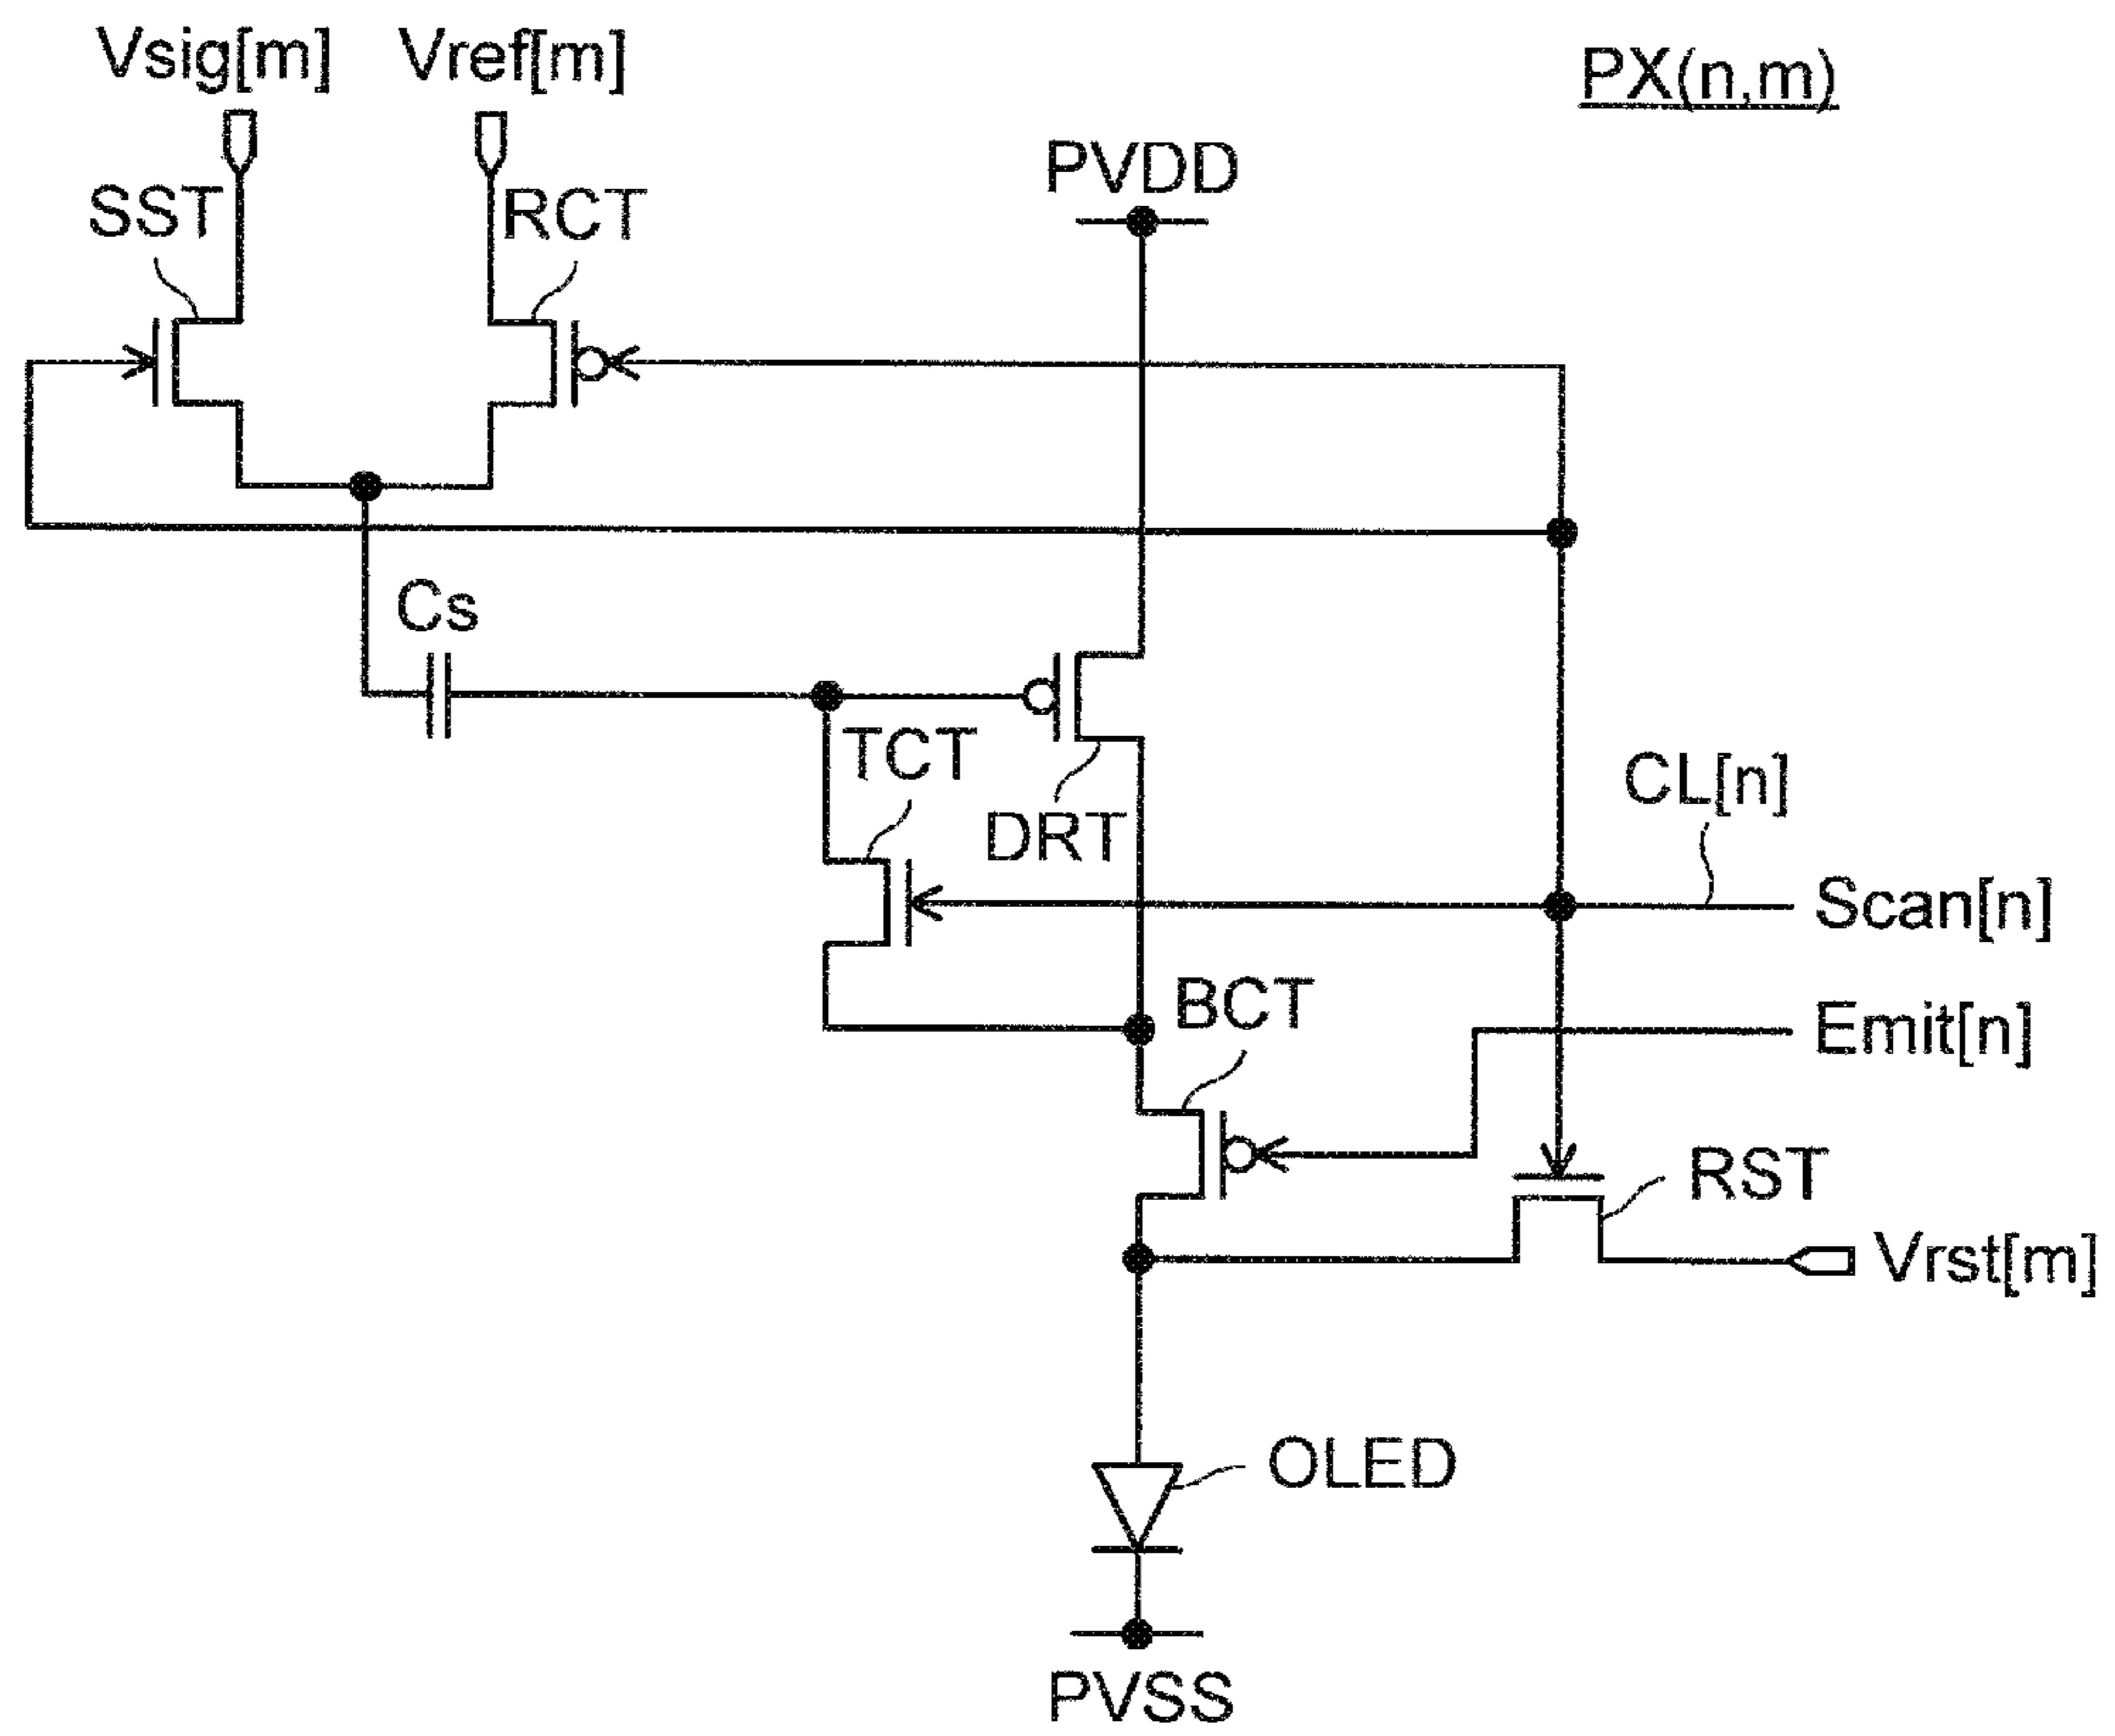 Vsig[m] Vref[m]
PX(n,m)
PVDD
SST
RCT
Cs
TCT
DRT
CL[n]
Scan[n]
BCT
Emit[n]
RST
Vrst[m]
OLED
PVSS